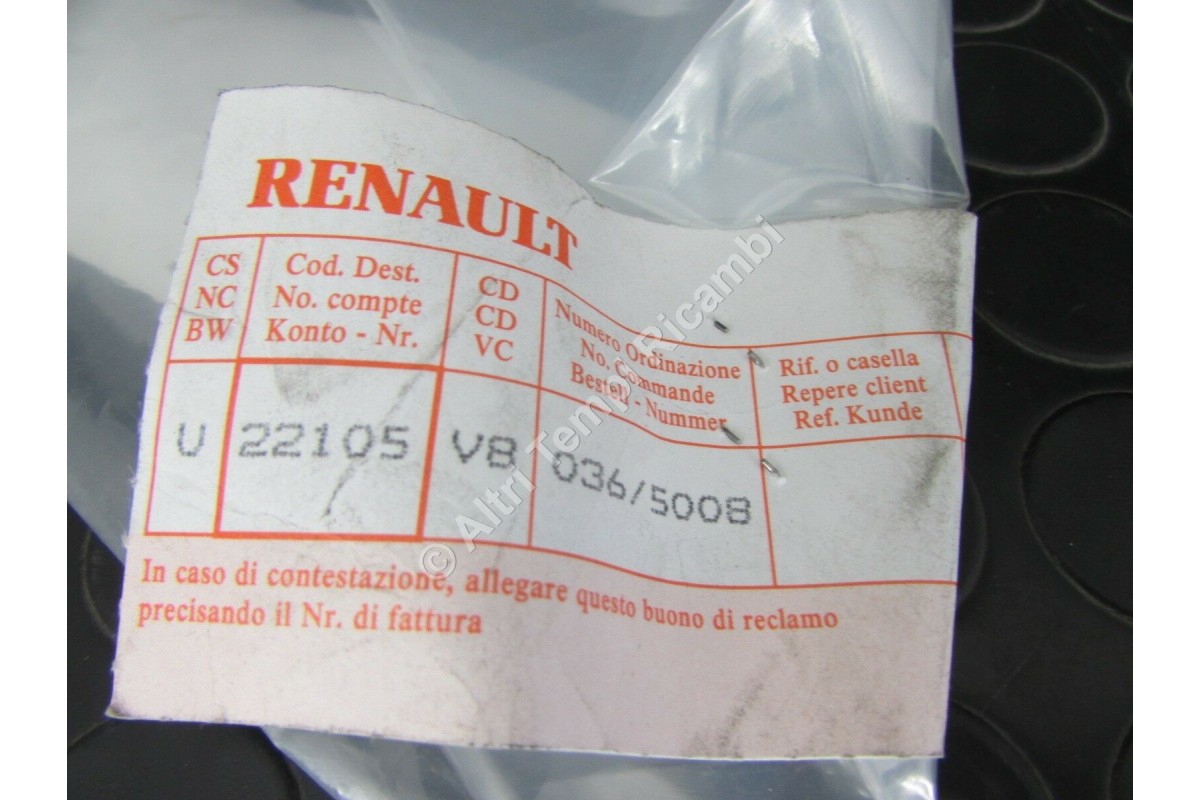 RENAULT
CS
NC
BW
Cod. Dest.
No. compte
Konto - Nr.
CD
CD
VC
Numero Ordinazione
No. Commande
Bestell - Nummer
Rif. o casella
Repere client
Ref. Kunde
U
22105
V8
036/5008
In caso di contestazione, allegare questo buono di reclamo
precisando il Nr. di fattura
© Altri Tempi Ricambi